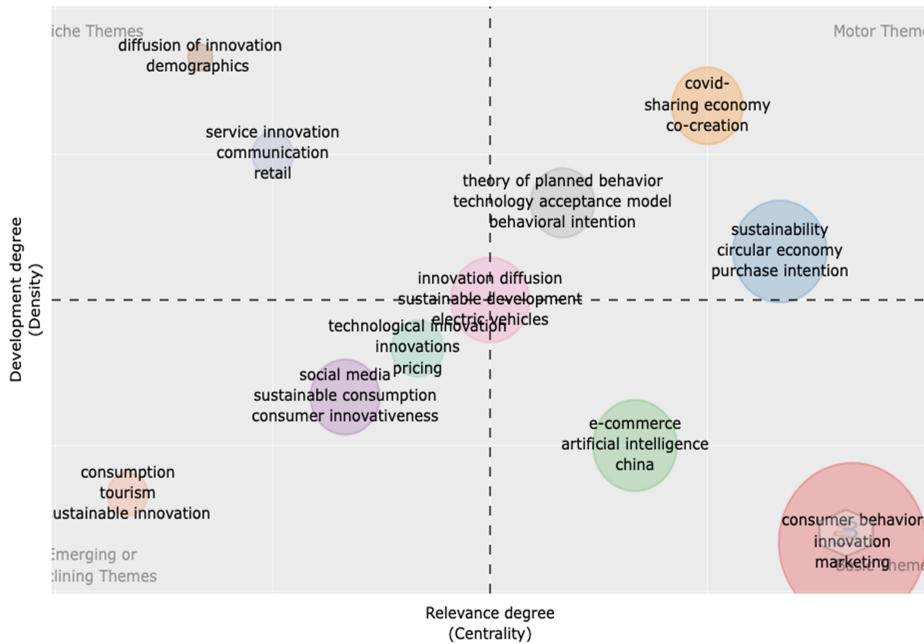 iche Themes
Motor Theme
diffusion of innovation
demographics
covid-
sharing economy
co-creation
service innovation
communication
retail
theory of planned behavior
technology acceptance model
behavioral intention
sustainability
circular economy
purchase intention
Development degree
(Density)
innovation diffusion
sustainable development
electric vehicles
technological innovation
innovations
pricing
social media
sustainable consumption
consumer innovativeness
e-commerce
artificial intelligence
china
consumption
tourism
ustainable innovation
consumer behavior
innovation
marketing
Emerging or
clining Themes
Basic Theme
Relevance degree
(Centrality)